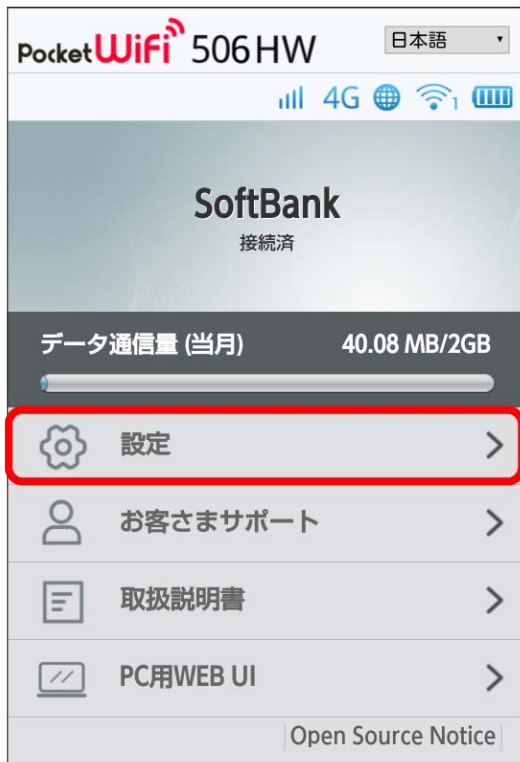 Pocket WiFi 506HW 日本語
4G 1
SoftBank
接続済
データ通信量 (当月) 40.08 MB/2GB
設定
お客さまサポート
取扱説明書
PC用WEB UI
Open Source Notice